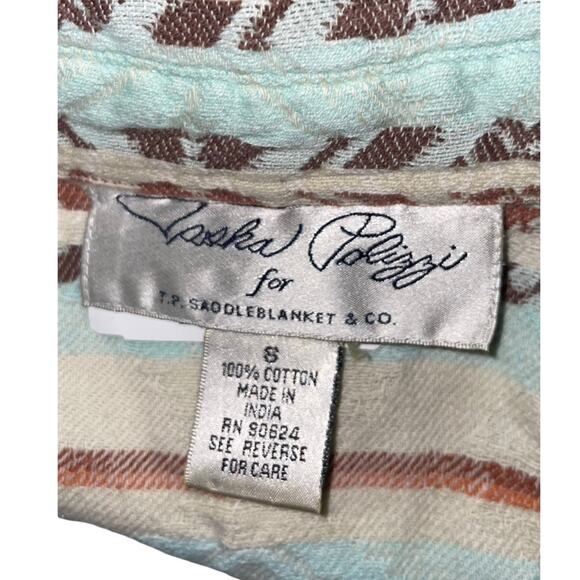 Tasha Polizzi
for
T.P. SADDLEBLANKET & CO.
S
100% COTTON
MADE IN
INDIA
RN 90624
SEE REVERSE
FOR CARE